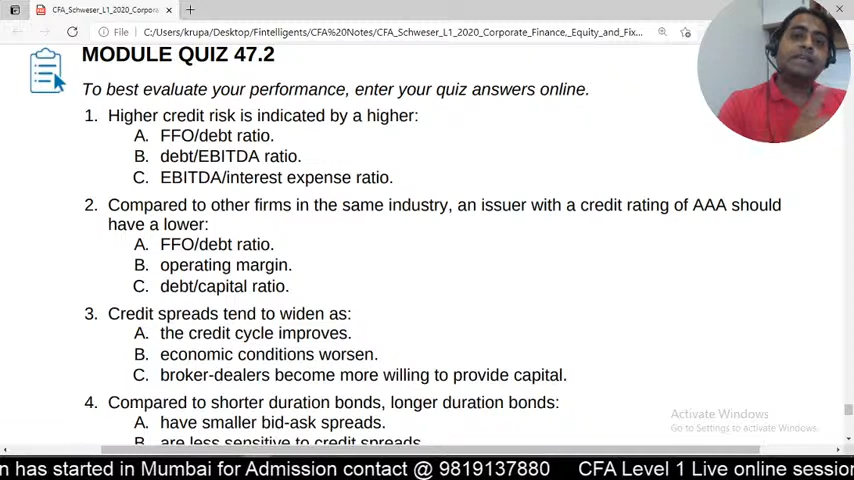 CFA_Schweser_L1_2020_Corpora
File
C:/Users/krupa/Desktop/Fintelligents/CFA%20Notes/CFA_Schweser_L1_2020_Corporate_Finance,_Equity_and_Fix...
MODULE QUIZ 47.2
To best evaluate your performance, enter your quiz answers online.
1. Higher credit risk is indicated by a higher:
A. FFO/debt ratio.
B. debt/EBITDA ratio.
C. EBITDA/interest expense ratio.
2. Compared to other firms in the same industry, an issuer with a credit rating of AAA should
have a lower:
A. FFO/debt ratio.
B. operating margin.
C. debt/capital ratio.
3. Credit spreads tend to widen as:
A. the credit cycle improves.
B. economic conditions worsen.
C. broker-dealers become more willing to provide capital.
4. Compared to shorter duration bonds, longer duration bonds:
A. have smaller bid-ask spreads.
B. are less sensitive to credit spreads.
Activate Windows
Go to Settings to activate Windows.
n has started in Mumbai for Admission contact @ 9819137880 CFA Level 1 Live online session